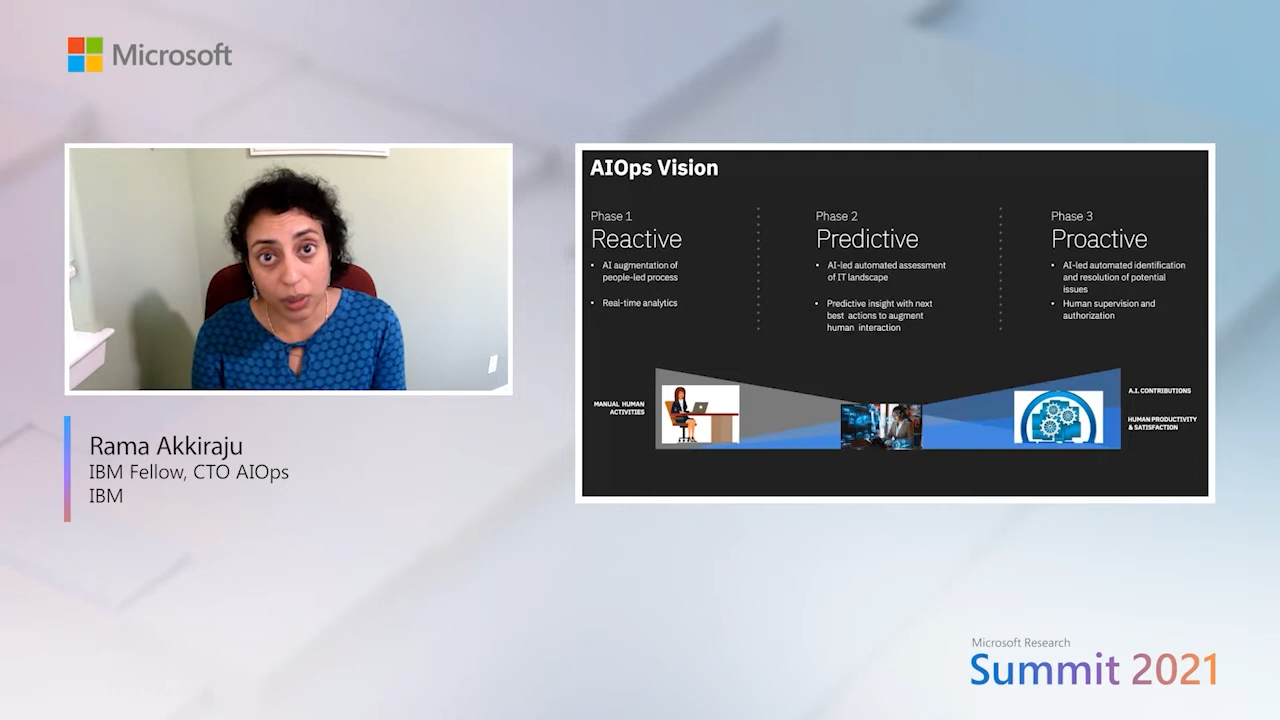 Microsoft
AIOps Vision
Phase 1
Reactive
• AI augmentation of
people-led process
• Real-time analytics
Phase 2
Predictive
• AI-led automated assessment
of IT landscape
• Predictive insight with next
best actions to augment
human interaction
Phase 3
Proactive
• AI-led automated identification
and resolution of potential
issues
• Human supervision and
authorization
MANUAL HUMAN
ACTIVITIES
A.I. CONTRIBUTIONS
HUMAN PRODUCTIVITY
& SATISFACTION
Rama Akkiraju
IBM Fellow, CTO AIOps
IBM
Microsoft Research
Summit 2021